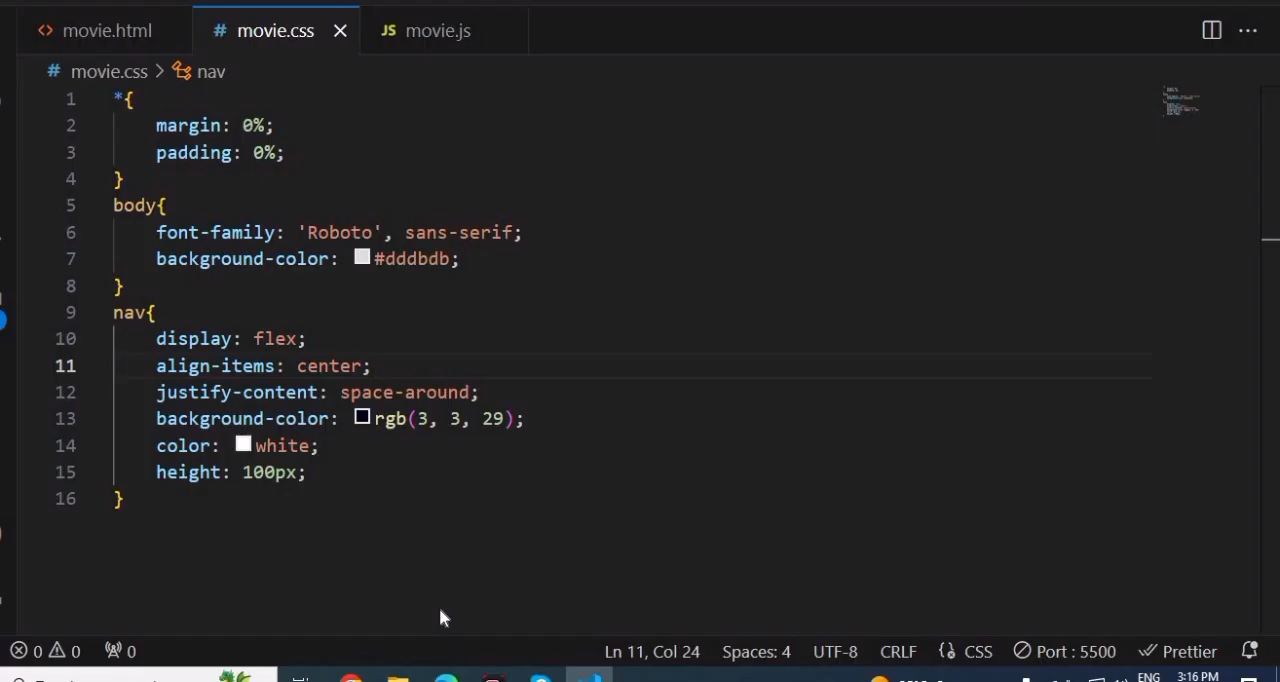 movie.html
# movie.css
JS movie.js
# movie.css > nav
1 *{
2 margin: 0%;
3 padding: 0%;
4 }
5 body{
6 font-family: 'Roboto', sans-serif;
7 background-color: #dddbdb;
8 }
9 nav{
10 display: flex;
11 align-items: center;
12 justify-content: space-around;
13 background-color: rgb(3, 3, 29);
14 color: white;
15 height: 100px;
16 }
0 0 0 Ln 11, Col 24 Spaces: 4 UTF-8 CRLF CSS Port : 5500 Prettier
ENG 3:16 PM